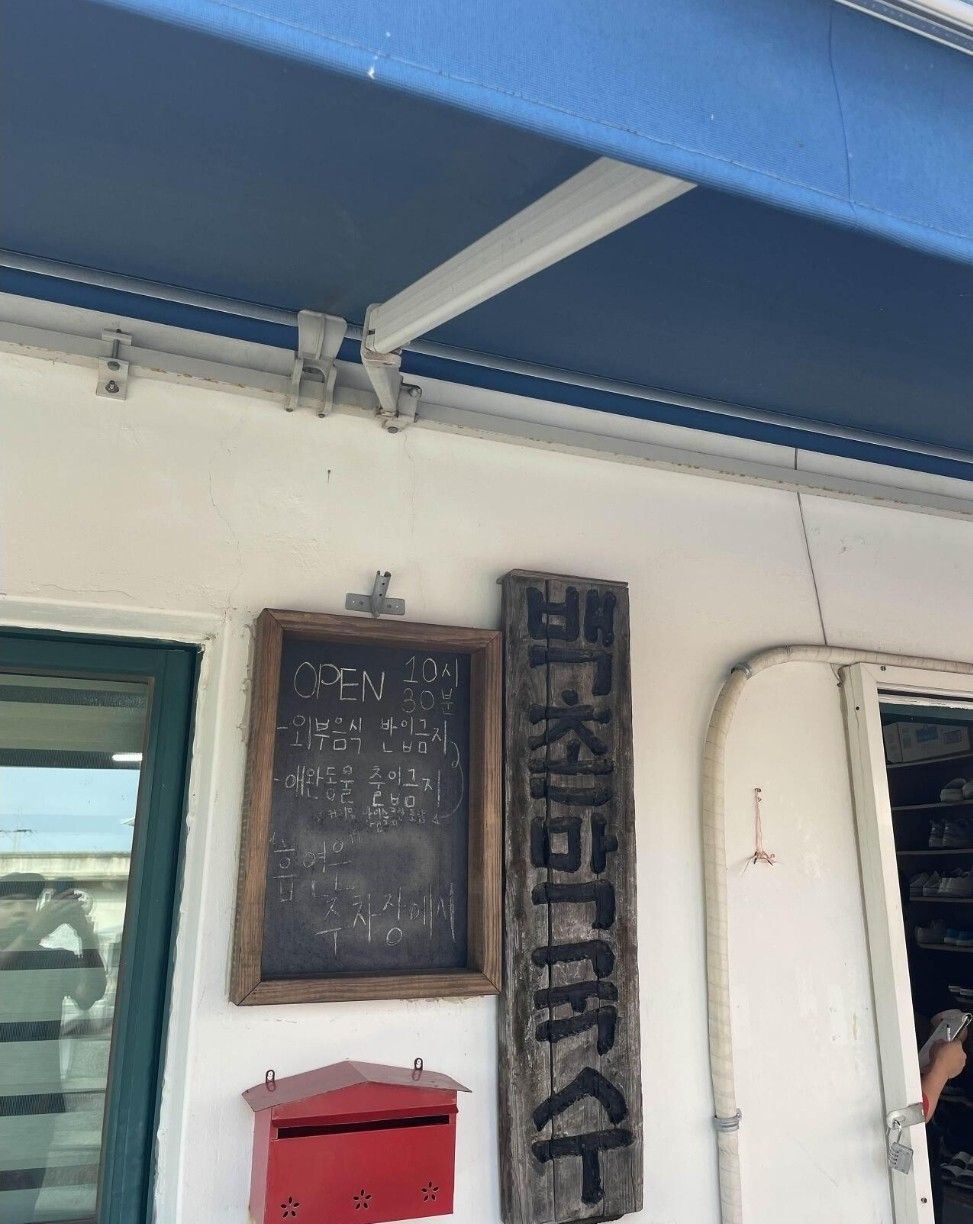 OPEN 10시
30분
-외부음식 반입금지
-애완동물 출입금지
흡연은
주차장에서
백촌막국수